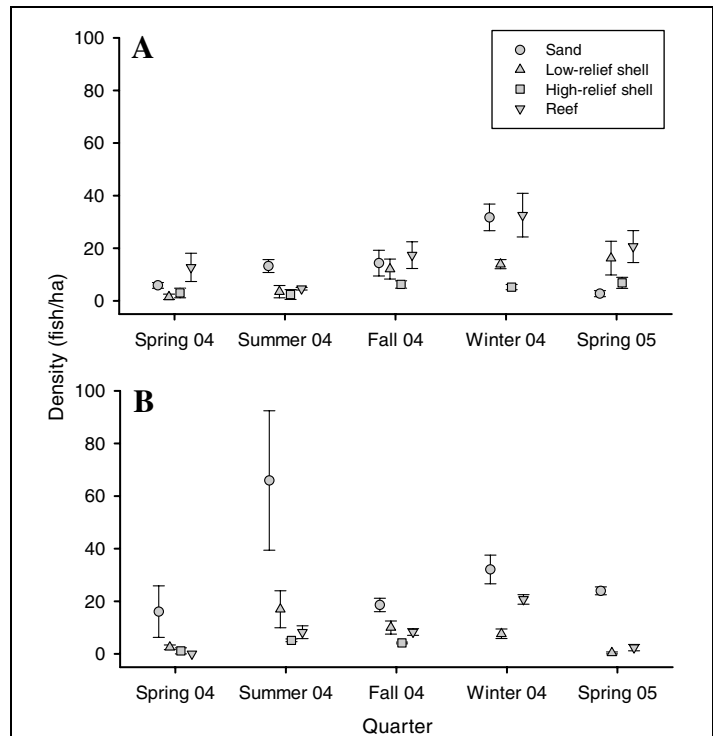 A
100
80
60
40
20
0
Sand
Low-relief shell
High-relief shell
Reef
Spring 04 Summer 04 Fall 04 Winter 04 Spring 05
Density (fish/ha)
B
100
80
60
40
20
0
Spring 04 Summer 04 Fall 04 Winter 04 Spring 05
Quarter